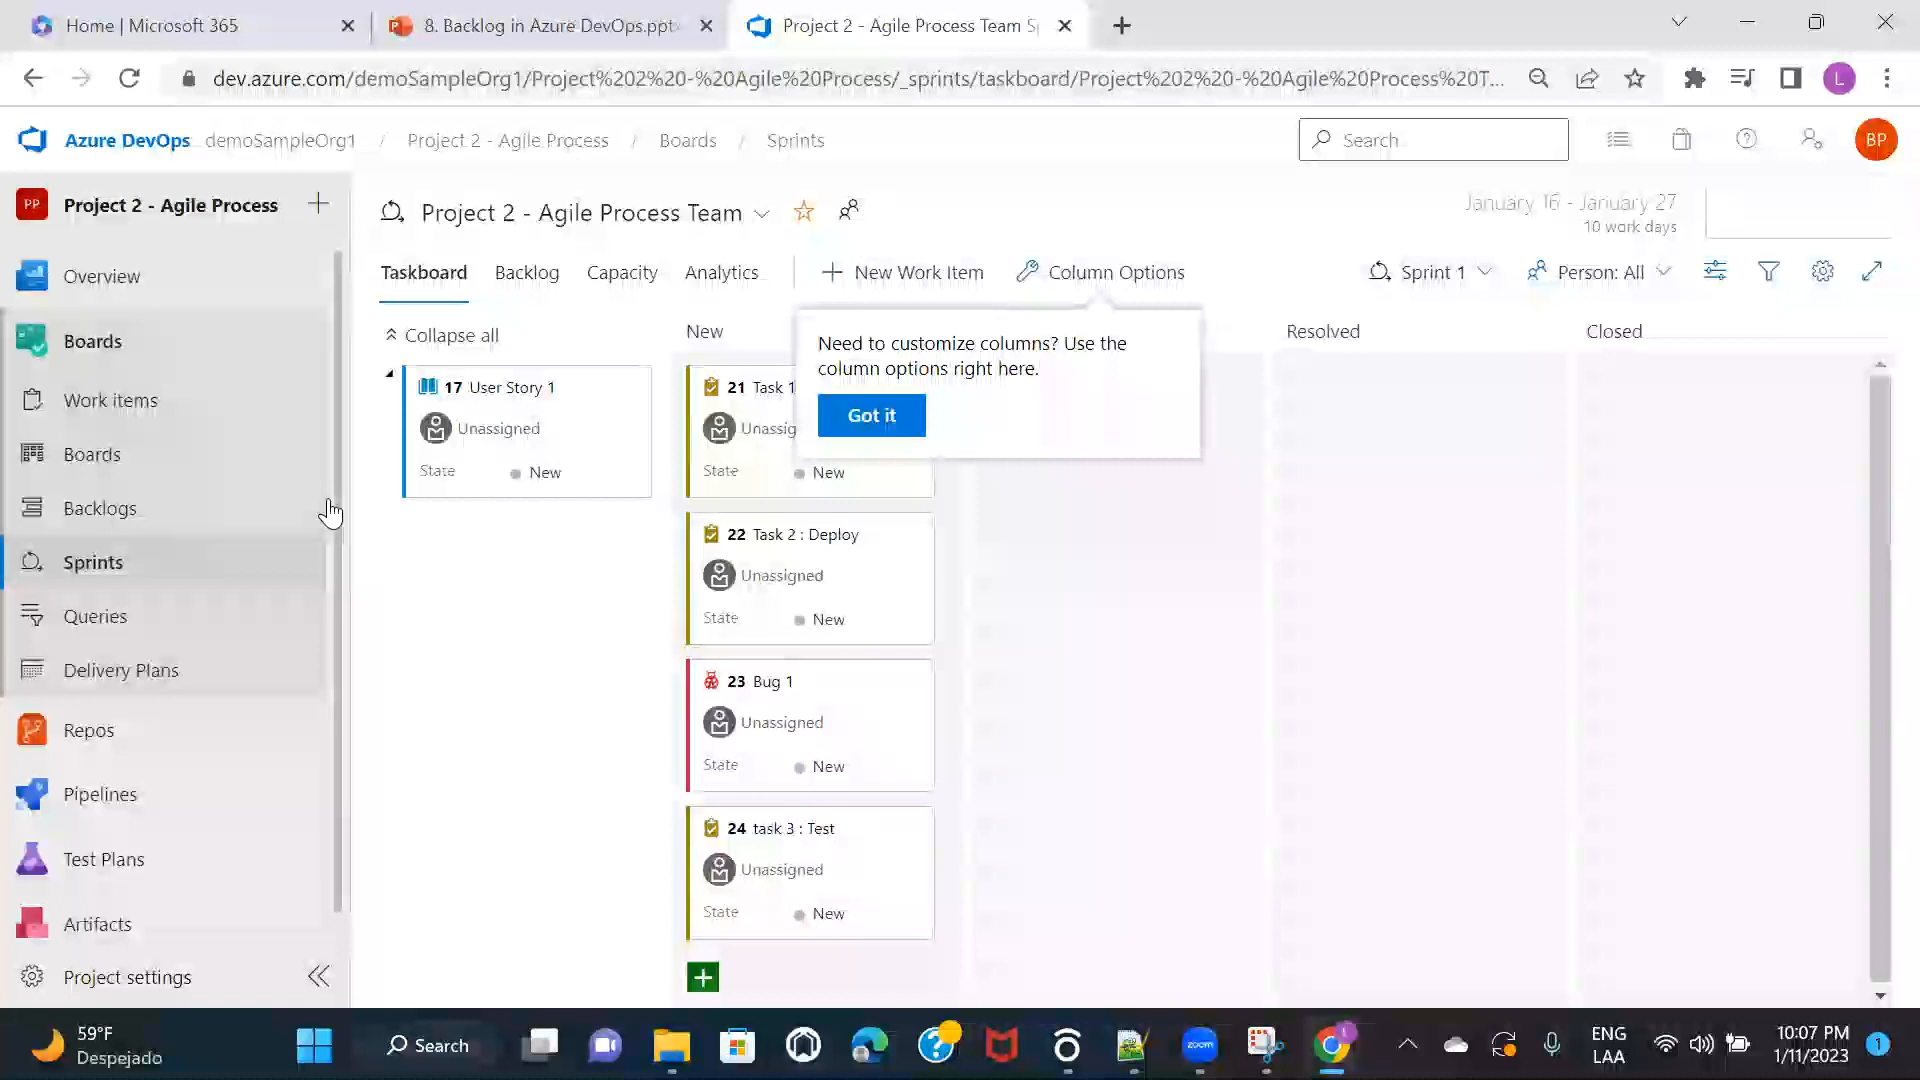 Home | Microsoft 365
8. Backlog in Azure DevOps.ppt
Project 2 - Agile Process Team S
dev.azure.com/demoSampleOrg1/Project%202%20-%20Agile%20Process/_sprints/taskboard/Project%202%20-%20Agile%20Process%20T...
L
Azure DevOps
demoSampleOrg1 / Project 2 - Agile Process / Boards / Sprints
Search
BP
PP
Project 2 - Agile Process
Overview
Boards
Work items
Boards
Backlogs
Sprints
Queries
Delivery Plans
Repos
Pipelines
Test Plans
Artifacts
Project settings
Project 2 - Agile Process Team
January 16 - January 27
10 work days
Taskboard
Backlog
Capacity
Analytics
New Work Item
Column Options
Sprint 1
Person: All
Collapse all
New
Resolved
Closed
Need to customize columns? Use the
column options right here.
Got it
17 User Story 1
Unassigned
State
New
21 Task 1
Unassig
State
New
22 Task 2 : Deploy
Unassigned
State
New
23 Bug 1
Unassigned
State
New
24 task 3 : Test
Unassigned
State
New
59°F
Despejado
Search
zoom
ENG
LAA
10:07 PM
1/11/2023
1